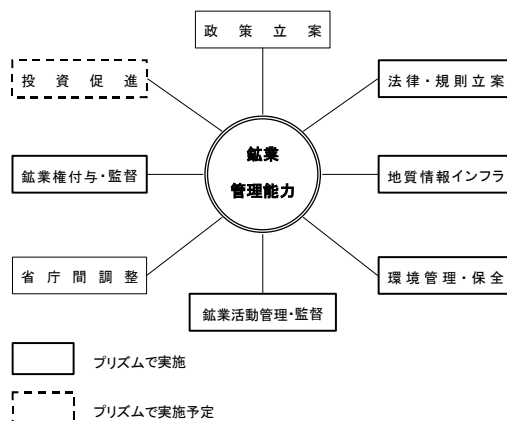 政策立案
投資促進
法律・規則立案
鉱業
管理能力
鉱業権付与・監督
地質情報インフラ
省庁間調整
環境管理・保全
鉱業活動管理・監督
プリズムで実施
プリズムで実施予定